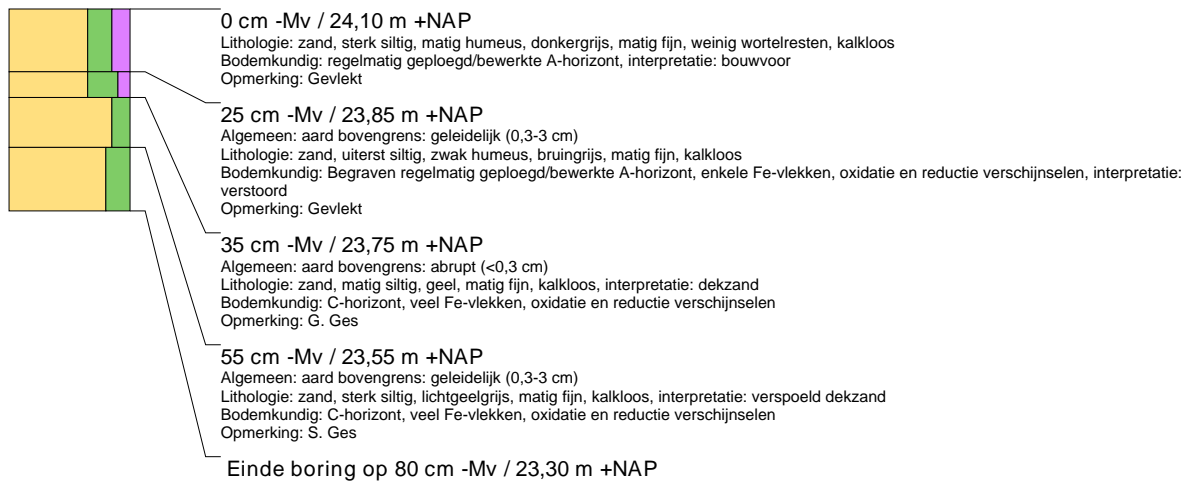 0 cm -Mv / 24,10 m +NAP
Lithologie: zand, sterk siltig, matig humeus, donkergrijs, matig fijn, weinig wortelresten, kalkloos
Bodemkundig: regelmatig geploegd/bewerkte A-horizont, interpretatie: bouwvoor
Opmerking: Gevlekt
25 cm -Mv / 23,85 m +NAP
Algemeen: aard bovengrens: geleidelijk (0,3-3 cm)
Lithologie: zand, uiterst siltig, zwak humeus, bruingrijs, matig fijn, kalkloos
Bodemkundig: Begraven regelmatig geploegd/bewerkte A-horizont, enkele Fe-vlekken, oxidatie en reductie verschijnselen, interpretatie:
verstoord
Opmerking: Gevlekt
35 cm -Mv / 23,75 m +NAP
Algemeen: aard bovengrens: abrupt (<0,3 cm)
Lithologie: zand, matig siltig, geel, matig fijn, kalkloos, interpretatie: dekzand
Bodemkundig: C-horizont, veel Fe-vlekken, oxidatie en reductie verschijnselen
Opmerking: G. Ges
55 cm -Mv / 23,55 m +NAP
Algemeen: aard bovengrens: geleidelijk (0,3-3 cm)
Lithologie: zand, sterk siltig, lichtgeelgrijs, matig fijn, kalkloos, interpretatie: verspoeld dekzand
Bodemkundig: C-horizont, veel Fe-vlekken, oxidatie en reductie verschijnselen
Opmerking: S. Ges
Einde boring op 80 cm -Mv / 23,30 m +NAP